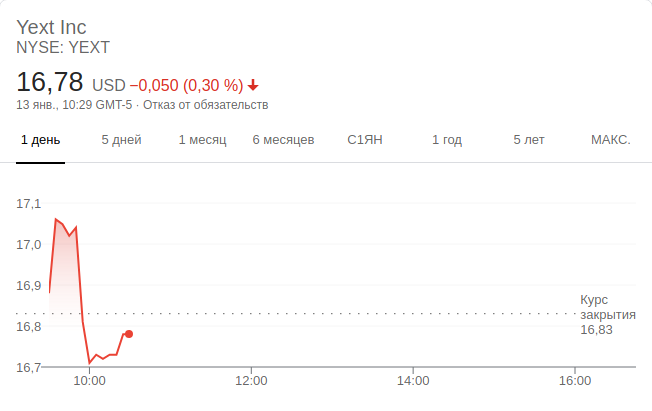 Yext Inc
NYSE: YEXT
16,78 USD −0,050 (0,30 %)
13 янв., 10:29 GMT-5 · Отказ от обязательств
1 день 5 дней 1 месяц 6 месяцев С1ЯН 1 год 5 лет МАКС.
17,1
17,0
16,9
Курс
закрытия
16,83
16,8
16,7
10:00 12:00 14:00 16:00